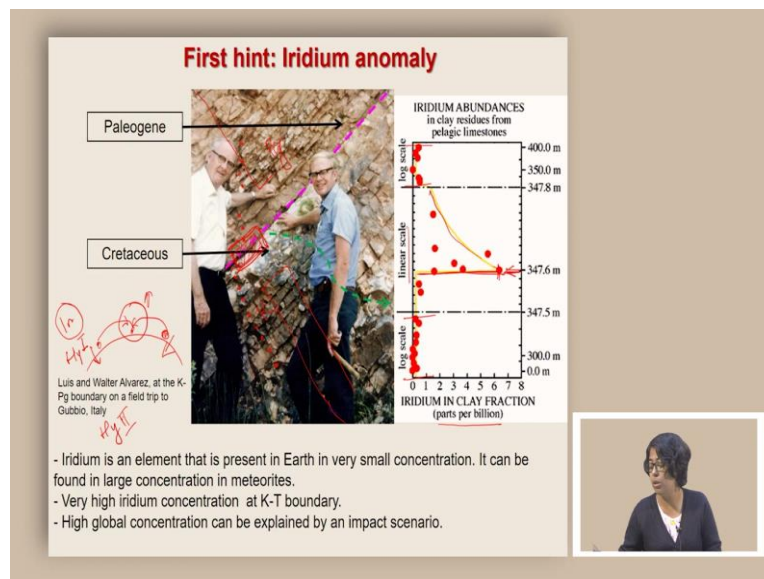 First hint: Iridium anomaly
Paleogene
Cretaceous
IRIDIUM ABUNDANCES
in clay residues from
pelagic limestones
log scale
linear scale
log scale
400.0 m
350.0 m
347.8 m
347.6 m
347.5 m
300.0 m
0.0 m
0 1 2 3 4 5 6 7 8
IRIDIUM IN CLAY FRACTION
(parts per billion)
Hy I
Luis and Walter Alvarez, at the K-
Pg boundary on a field trip to
Gubbio, Italy
Hy II
- Iridium is an element that is present in Earth in very small concentration. It can be
found in large concentration in meteorites.
- Very high iridium concentration at K-T boundary.
- High global concentration can be explained by an impact scenario.